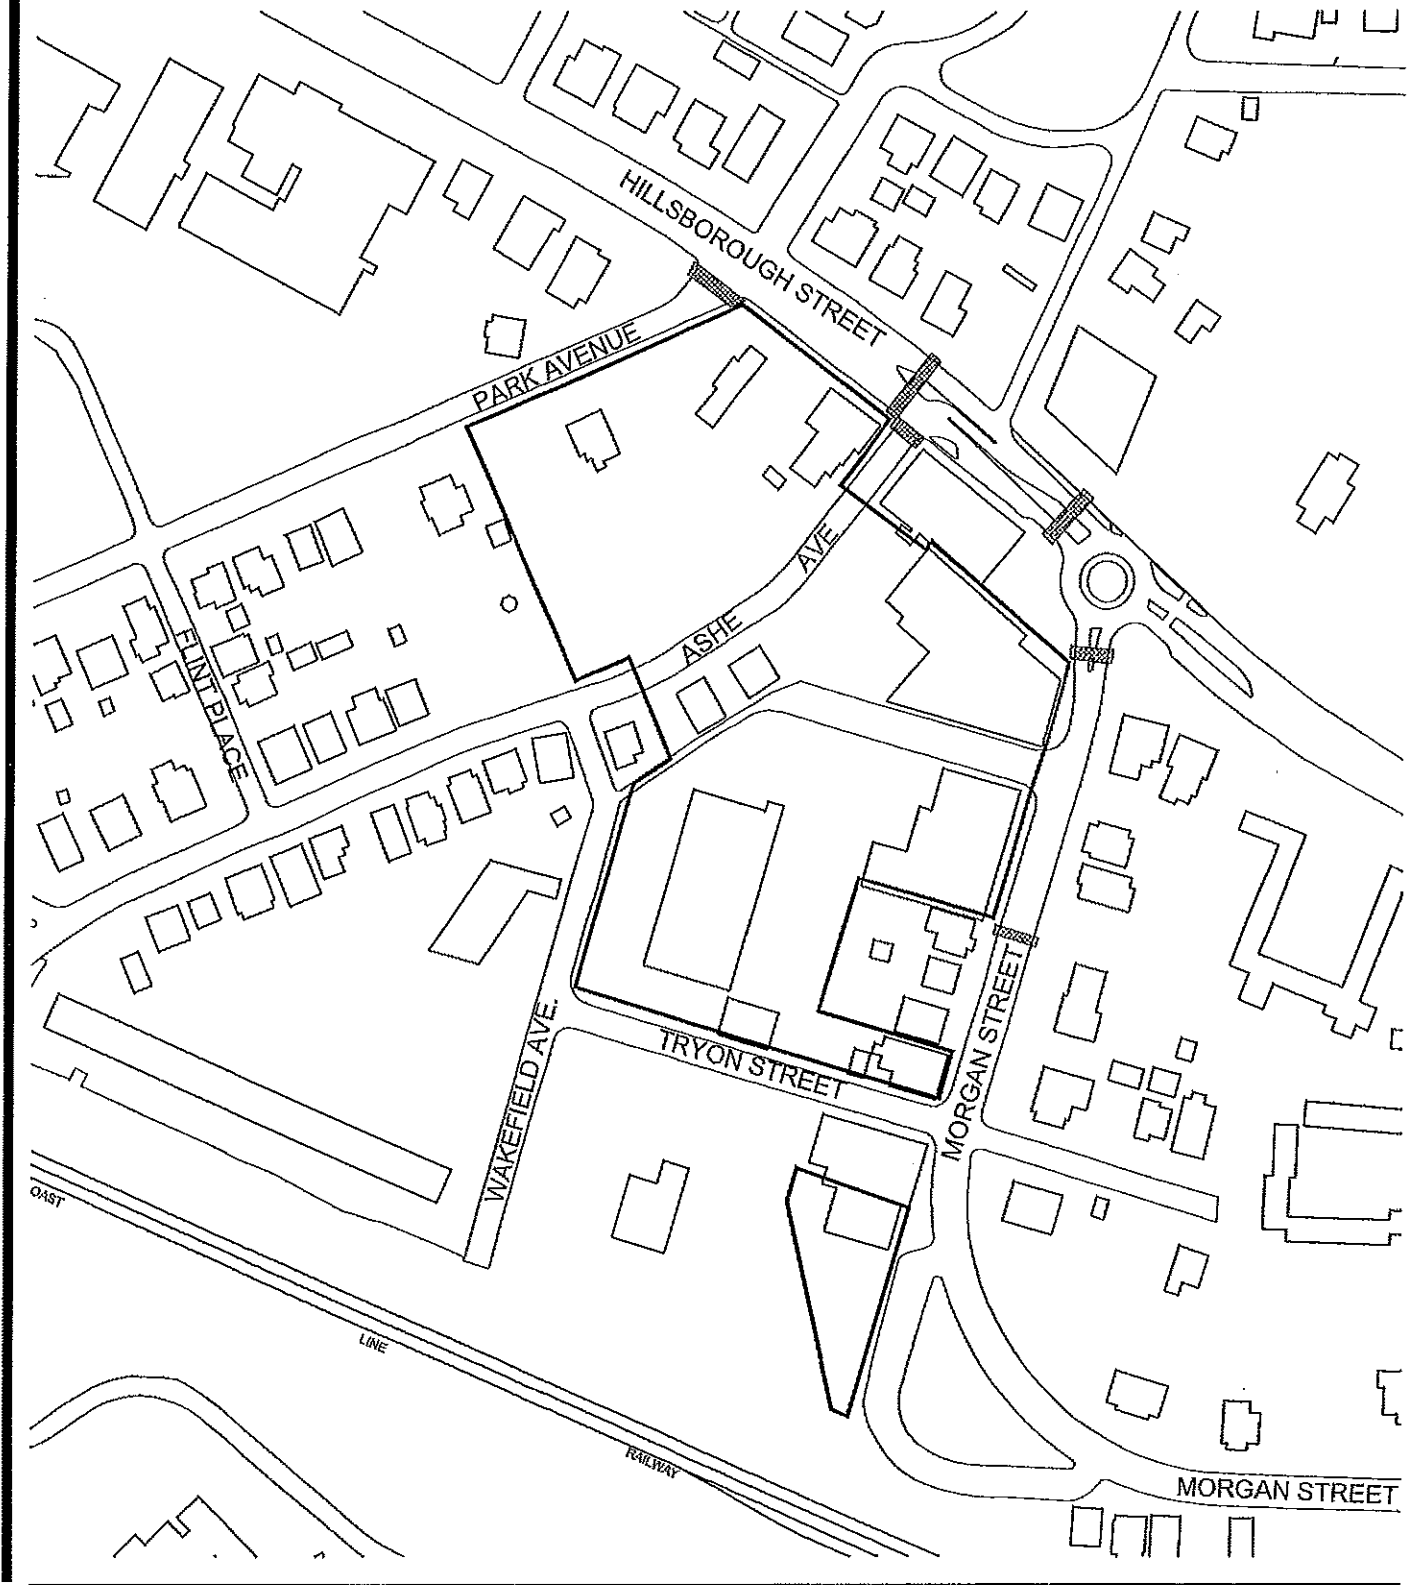 HILLSBOROUGH STREET
PARK AVENUE
ASHE AVE
FLINT PLACE
WAKEFIELD AVE.
TRYON STREET
MORGAN STREET
OAST
LINE
RAILWAY
MORGAN STREET